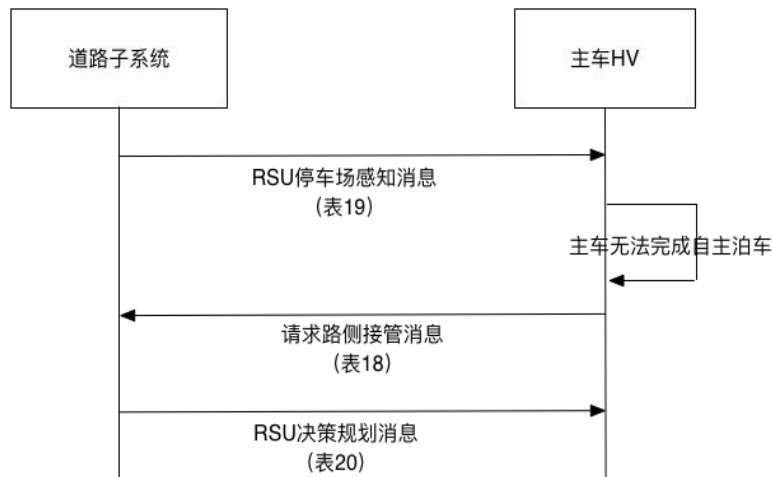 道路子系统
主车HV
RSU停车场感知消息
（表19）
主车无法完成自主泊车
请求路侧接管消息
（表18）
RSU决策规划消息
（表20）